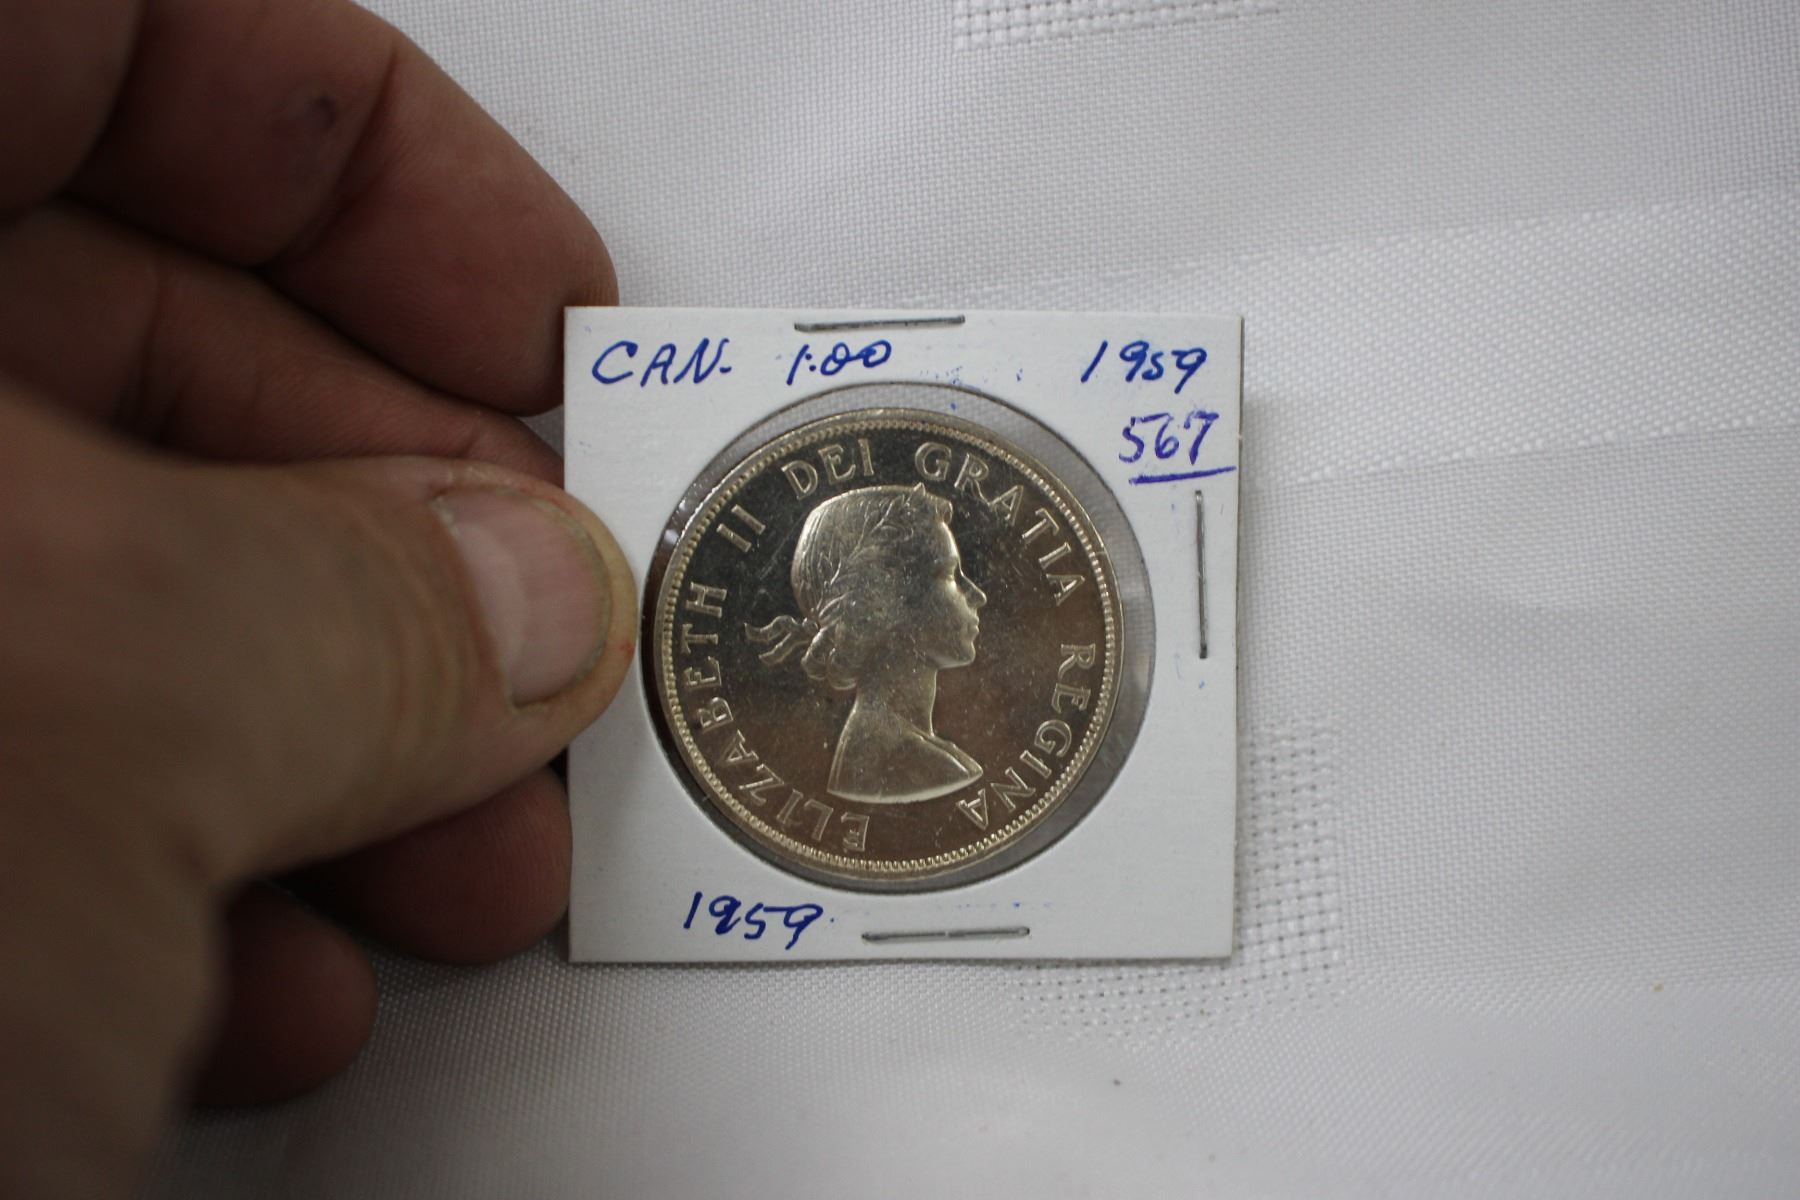 CAN. 1.00 1959
567
ELIZABETH II DEI GRATIA REGINA
1959